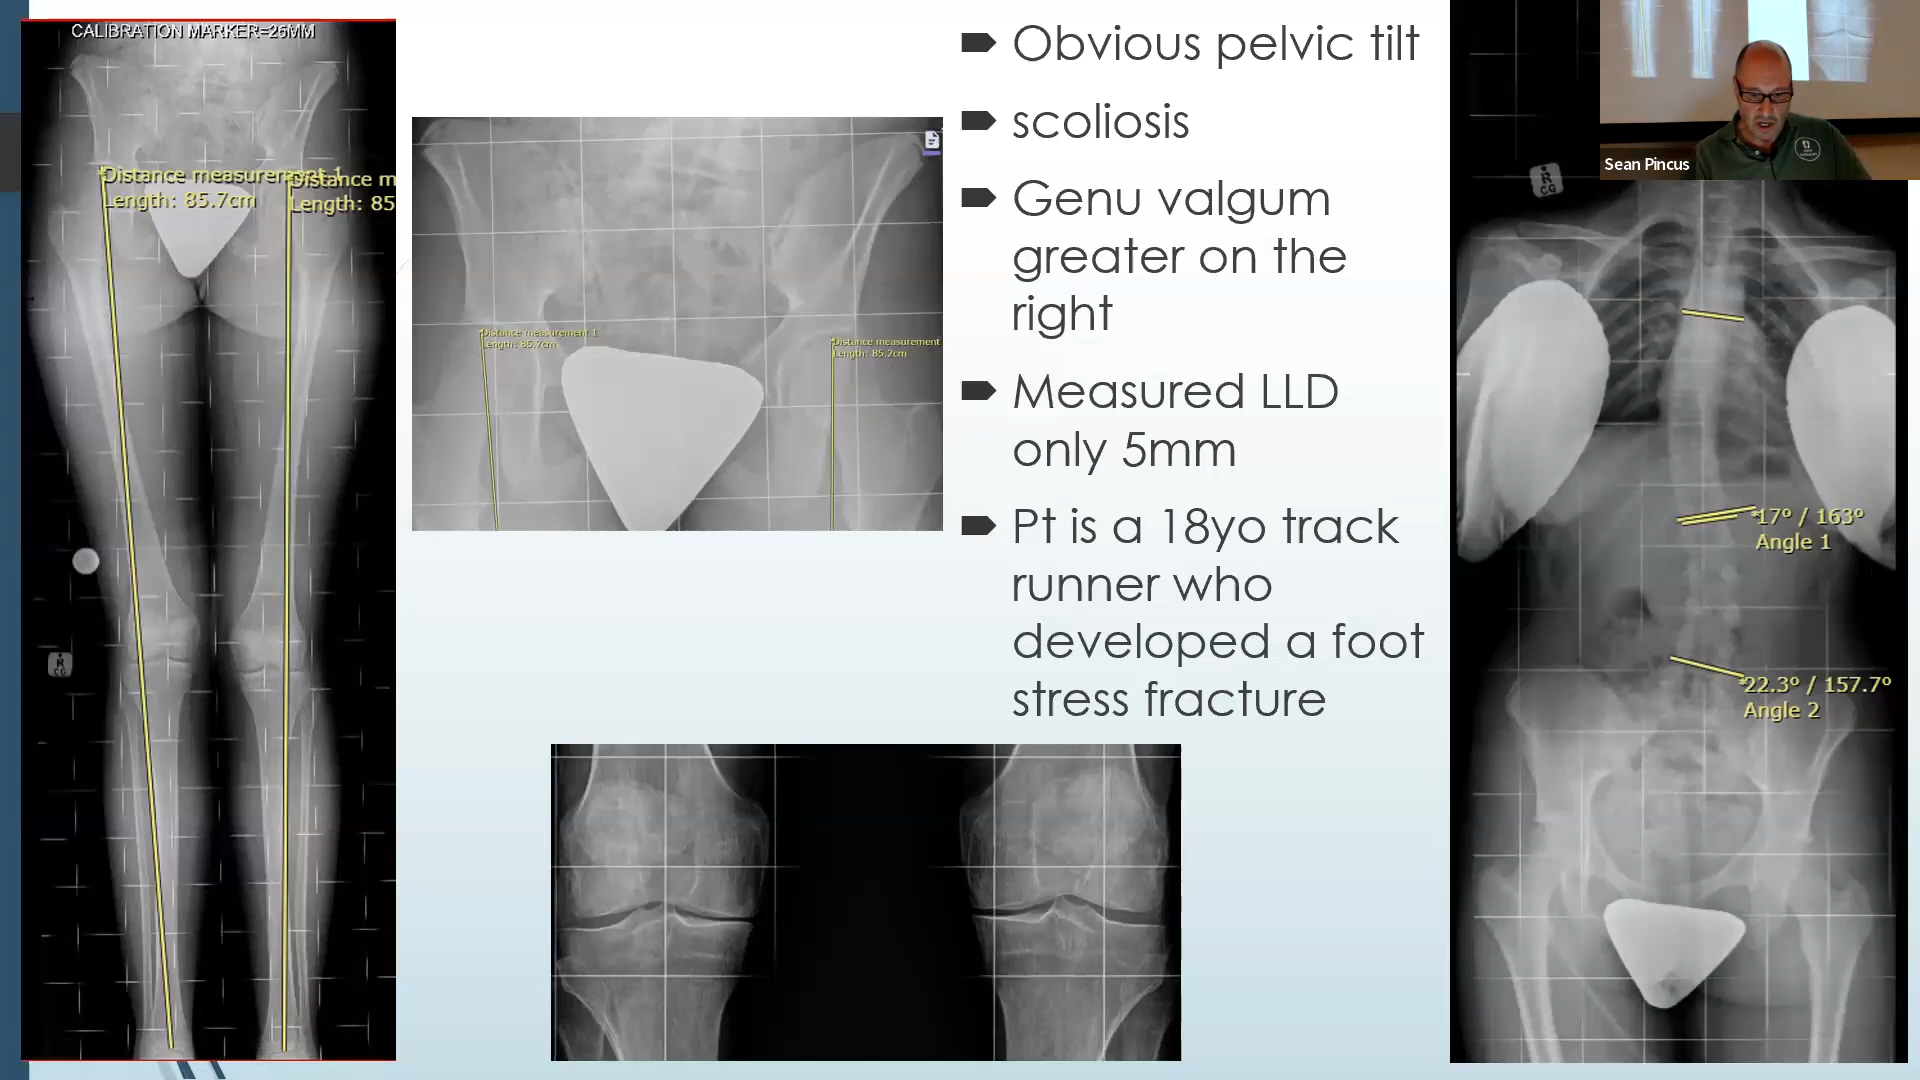 CALIBRATION MARKER=25MM
Distance measurement 1
Length: 85.7cm
Distance m
Length: 85
R
CG
Distance measurement 1
Length: 85.7cm
Distance measurement
Length: 85.2cm
Obvious pelvic tilt
scoliosis
Genu valgum
greater on the
right
Measured LLD
only 5mm
Pt is a 18yo track
runner who
developed a foot
stress fracture
Sean Pincus
R
CG
17° / 163°
Angle 1
22.3° / 157.7°
Angle 2